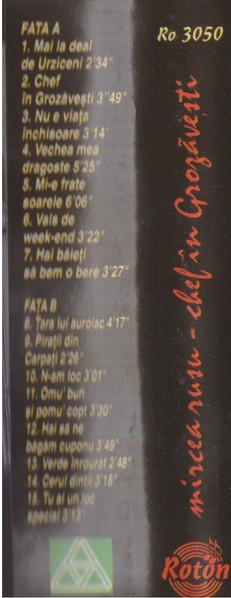 FATA A
1. Mai la deal
de Urziceni 2'34"
2. Chef
în Grozăvești 3"49"
3. Nu e viața
închisoare 3'14'
4. Vechea mea
dragoste 5'25"
5. Mi-e frate
soarele 6'06"
6. Vals de
week-end 3'22"
7. Hai băieți
să bem o bere 3'27"
FAȚA B
8. Țara lui aurolac 4'17"
9. Pirații din
Carpați 2'26"
10. N-am loc 3'01"
11. Omu' bun
și pomu' copt 3'30"
12. Hai să ne
băgăm cuponu 3'49"
13. Verde înrourat 2'48"
14. Cerul dintîi 3'16"
15. Tu ai un loc
special 3'13'
Ro 3050
mircea rusu - chef în Grozăvești
Roton